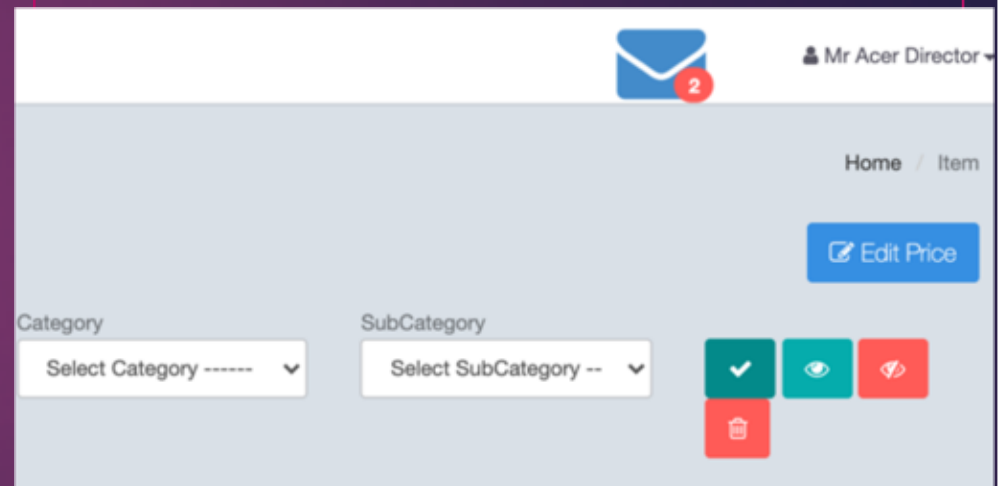 2
Mr Acer Director
Home / Item
Edit Price
Category
SubCategory
Select Category ------
Select SubCategory --